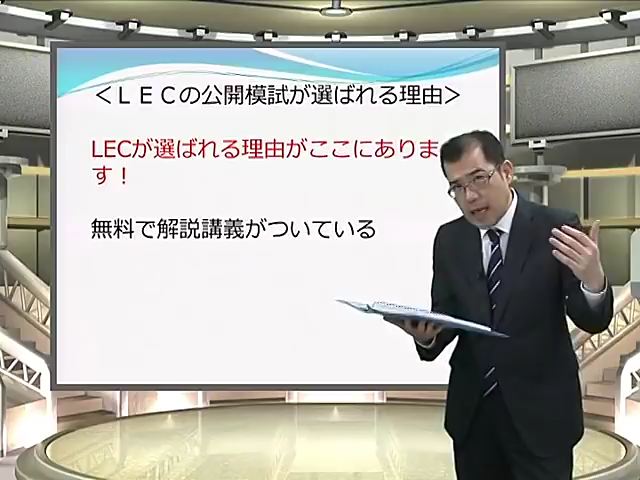 ＜ＬＥＣの公開模試が選ばれる理由＞
LECが選ばれる理由がここにありま
す！
無料で解説講義がついている